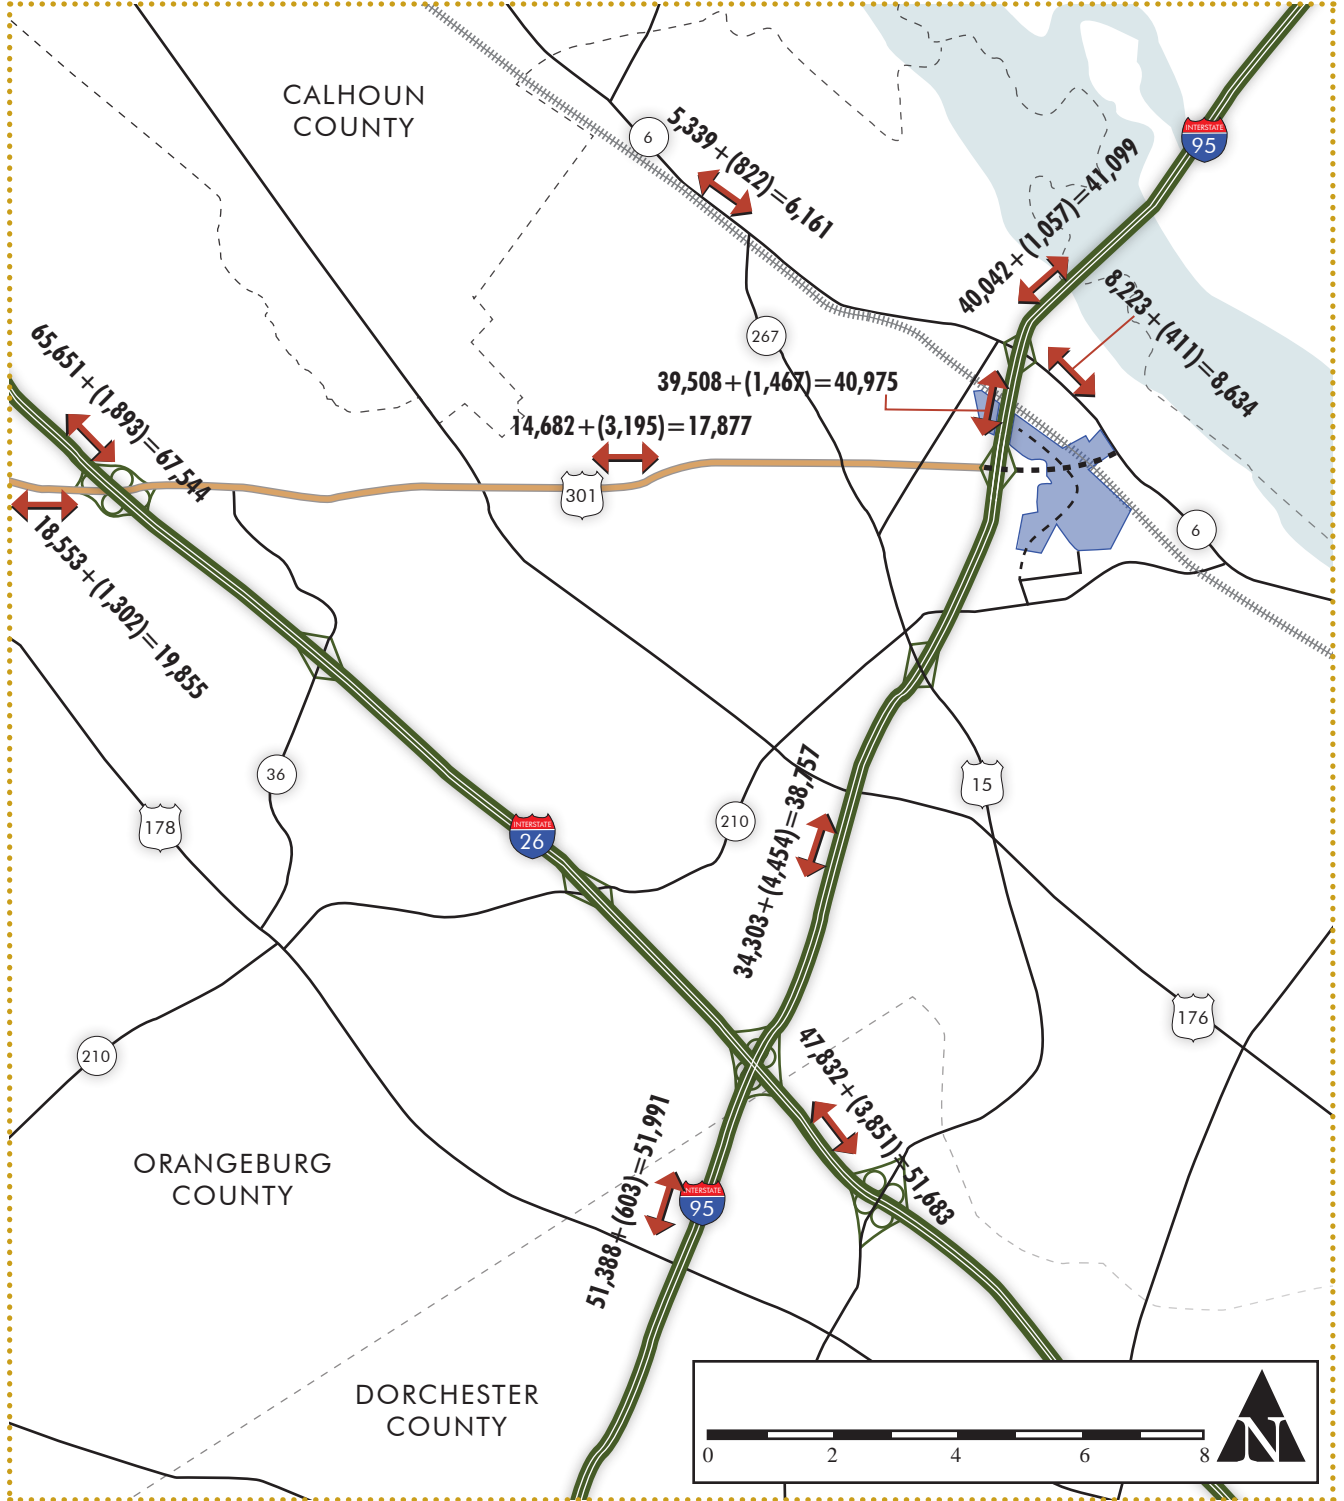 CALHOUN
COUNTY
6
5,339+(822)=6,161
INTERSTATE
95
40,042+(1,057)=41,099
8,223+(411)=8,634
267
65,651+(1,893)=67,544
39,508+(1,467)=40,975
14,682+(3,195)=17,877
301
18,553+(1,302)=19,855
6
36
178
INTERSTATE
26
210
34,303+(4,454)=38,757
15
176
210
47,832+(3,851)=51,683
51,388+(603)=51,991
INTERSTATE
95
ORANGEBURG
COUNTY
DORCHESTER
COUNTY
0 2 4 6 8
N